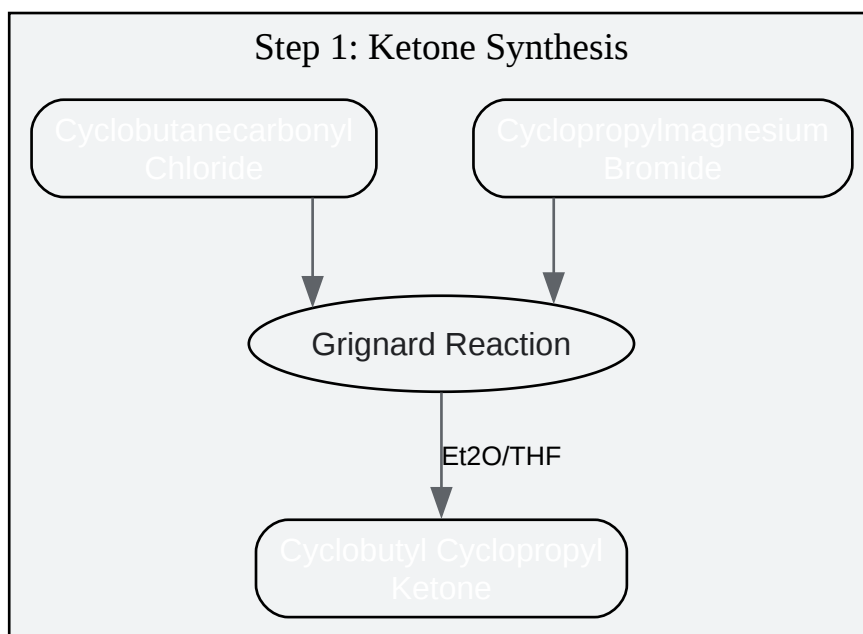 Step 1: Ketone Synthesis
Cyclobutanecarbonyl
Chloride
Cyclopropylmagnesium
Bromide
Grignard Reaction
Et2O/THF
Cyclobutyl Cyclopropyl
Ketone